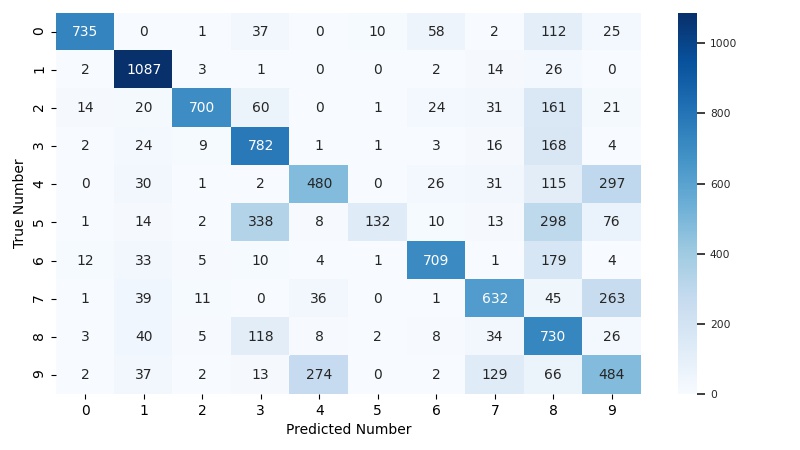 0 735 0 1 37 0 10 58 2 112 25
1 2 1087 3 1 0 0 2 14 26 0
2 14 20 700 60 0 1 24 31 161 21
3 2 24 9 782 1 1 3 16 168 4
4 0 30 1 2 480 0 26 31 115 297
5 1 14 2 338 8 132 10 13 298 76
6 12 33 5 10 4 1 709 1 179 4
7 1 39 11 0 36 0 1 632 45 263
8 3 40 5 118 8 2 8 34 730 26
9 2 37 2 13 274 0 2 129 66 484
0 1 2 3 4 5 6 7 8 9
Predicted Number
True Number
1000
800
600
400
200
0